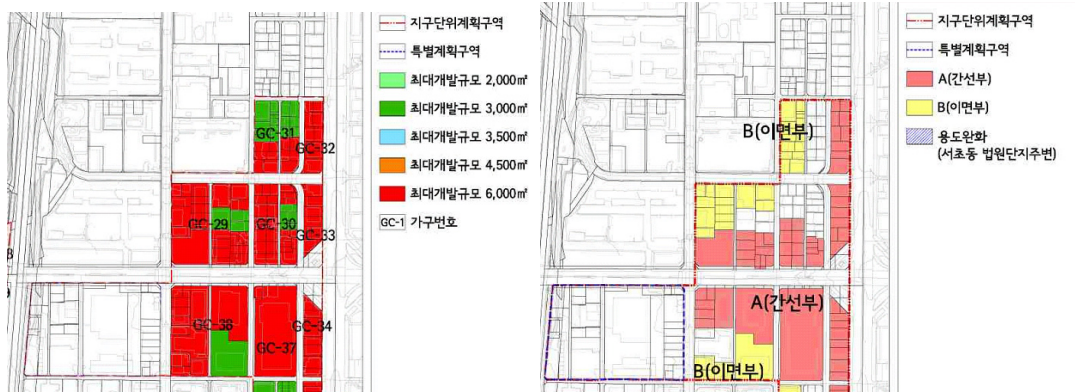 지구단위계획구역
특별계획구역
최대개발규모 2,000㎡
최대개발규모 3,000㎡
최대개발규모 3,500㎡
최대개발규모 4,500㎡
최대개발규모 6,000㎡
GC-1 가구번호
GC-31
GC-32
GC-29
GC-30
GC-33
GC-36
GC-34
GC-37
8
9
지구단위계획구역
특별계획구역
A(간선부)
B(이면부)
용도완화
(서초동 법원단지주변)
B(이면부)
A(간선부)
B(이면부)